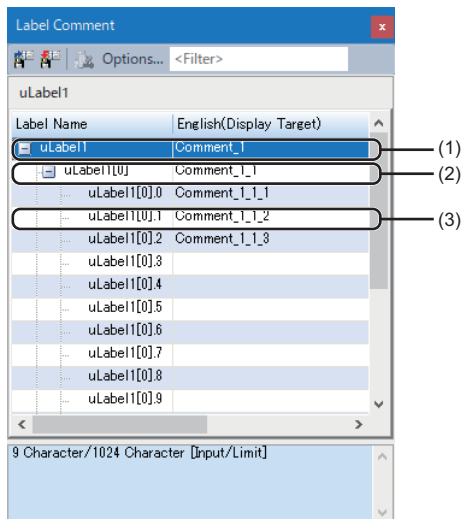 Label Comment x
Options... <Filter>
uLabel1
Label Name English(Display Target)
uLabel1 Comment_1 (1)
uLabel1[0] Comment_1_1 (2)
uLabel1[0].0 Comment_1_1_1
uLabel1[0].1 Comment_1_1_2 (3)
uLabel1[0].2 Comment_1_1_3
uLabel1[0].3
uLabel1[0].4
uLabel1[0].5
uLabel1[0].6
uLabel1[0].7
uLabel1[0].8
uLabel1[0].9
9 Character/1024 Character [Input/Limit]